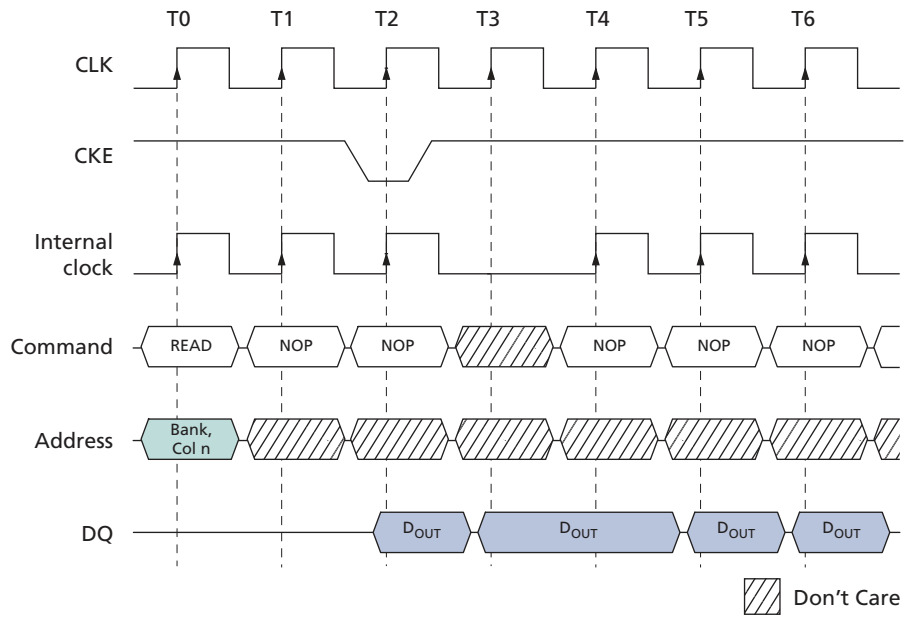 T0 T1 T2 T3 T4 T5 T6
CLK
CKE
Internal
clock
Command READ NOP NOP NOP NOP NOP
Address Bank,
Col n
DQ DOUT DOUT DOUT DOUT
Don't Care